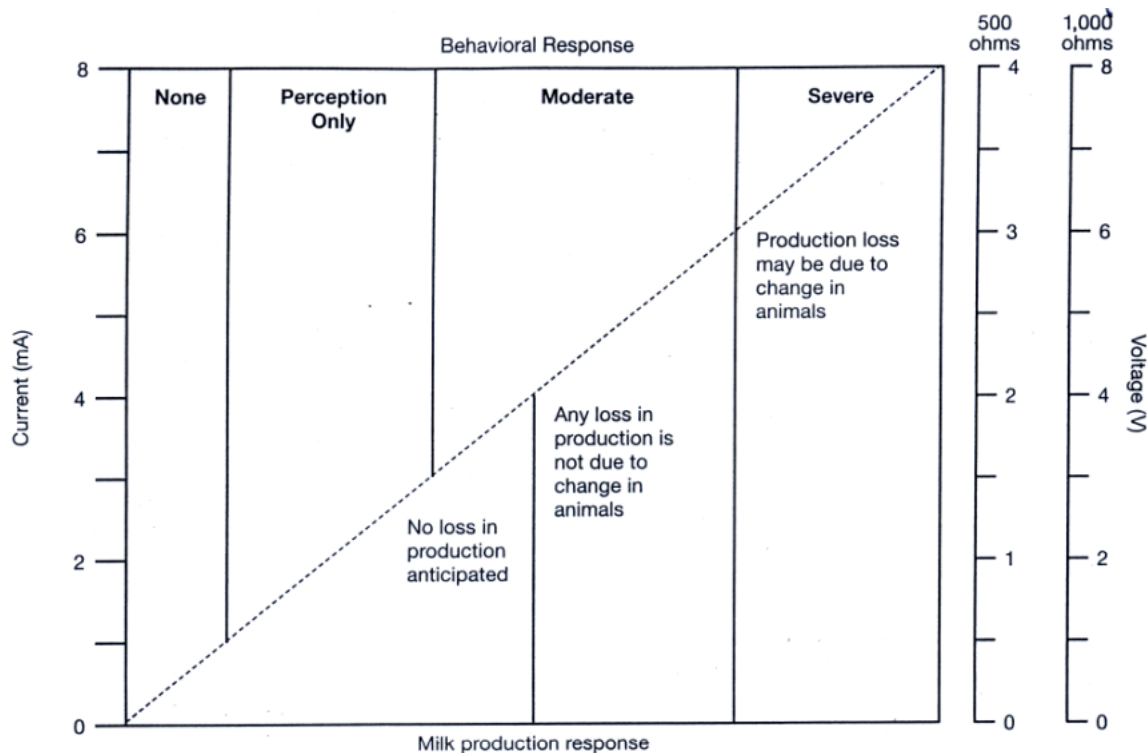 Behavioral Response
500
ohms
1,000
ohms
None
Perception
Only
Moderate
Severe
8
6
4
2
0
Current (mA)
Production loss
may be due to
change in
animals
Any loss in
production is
not due to
change in
animals
No loss in
production
anticipated
4
3
2
1
0
8
6
4
2
0
Voltage (V)
Milk production response